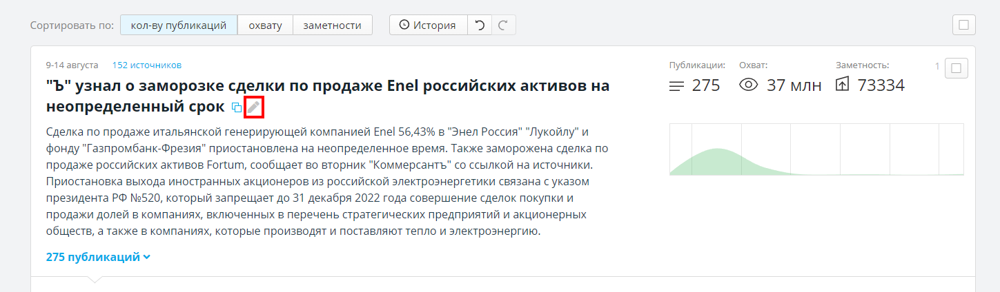 Сортировать по: кол-ву публикаций охвату заметности История
9-14 августа 152 источников
"Ъ" узнал о заморозке сделки по продаже Enel российских активов на
неопределенный срок
Сделка по продаже итальянской генерирующей компанией Enel 56,43% в "Энел Россия" "Лукойлу" и
фонду "Газпромбанк-Фрезия" приостановлена на неопределенное время. Также заморожена сделка по
продаже российских активов Fortum, сообщает во вторник "Коммерсантъ" со ссылкой на источники.
Приостановка выхода иностранных акционеров из российской электроэнергетики связана с указом
президента РФ №520, который запрещает до 31 декабря 2022 года совершение сделок покупки и
продажи долей в компаниях, включенных в перечень стратегических предприятий и акционерных
обществ, а также в компаниях, которые производят и поставляют тепло и электроэнергию.
275 публикаций
Публикации: Охват: Заметность: 1
275 37 млн 73334